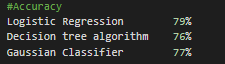 #Accuracy
Logistic Regression 79%
Decision tree algorithm 76%
Gaussian Classifier 77%